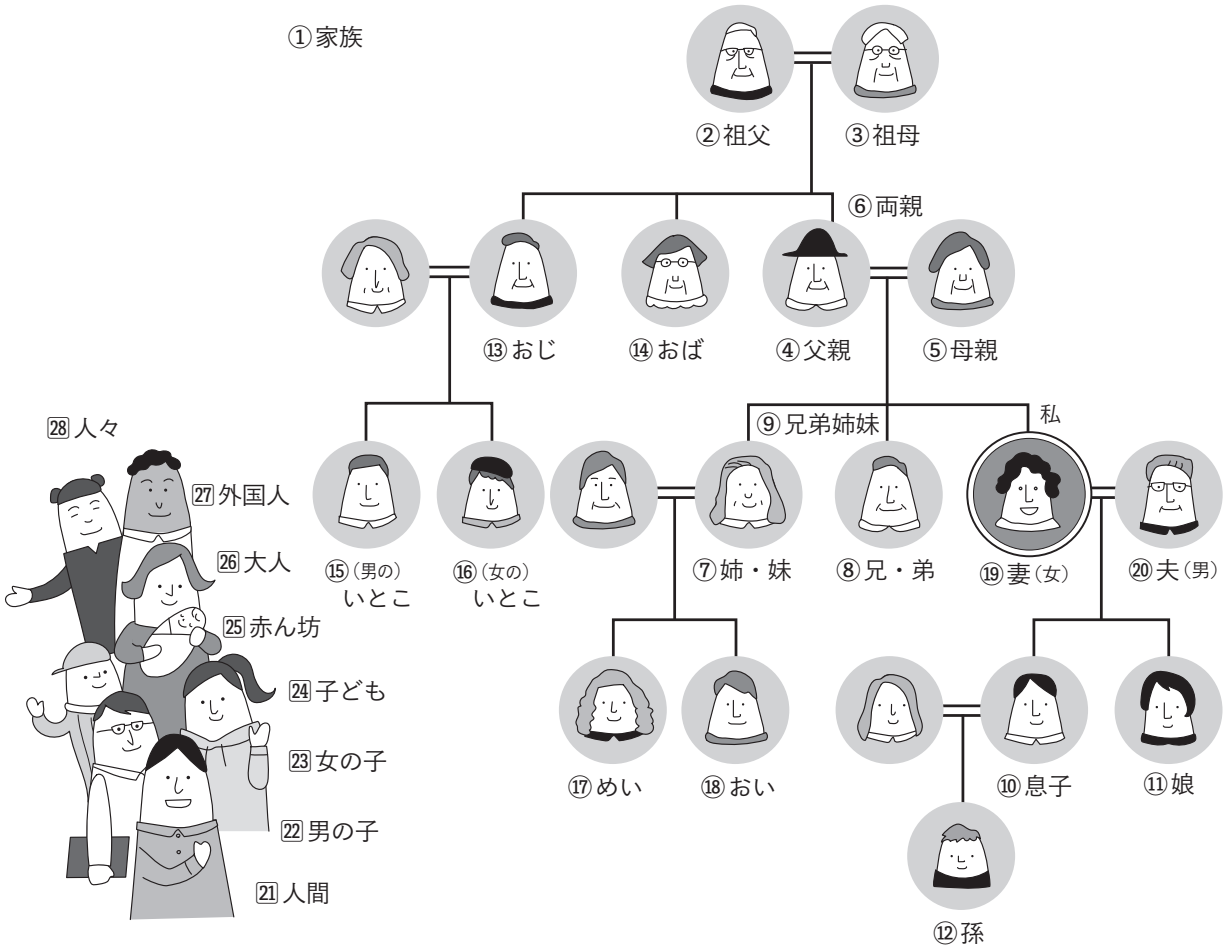 ①家族
②祖父
③祖母
⑥両親
⑬おじ
⑭おば
④父親
⑤母親
⑨兄弟姉妹
私
⑮(男の)
いとこ
⑯(女の)
いとこ
⑦姉・妹
⑧兄・弟
⑲妻(女)
⑳夫(男)
⑰めい
⑱おい
⑩息子
⑪娘
⑫孫
28人々
27外国人
26大人
25赤ん坊
24子ども
23女の子
22男の子
21人間